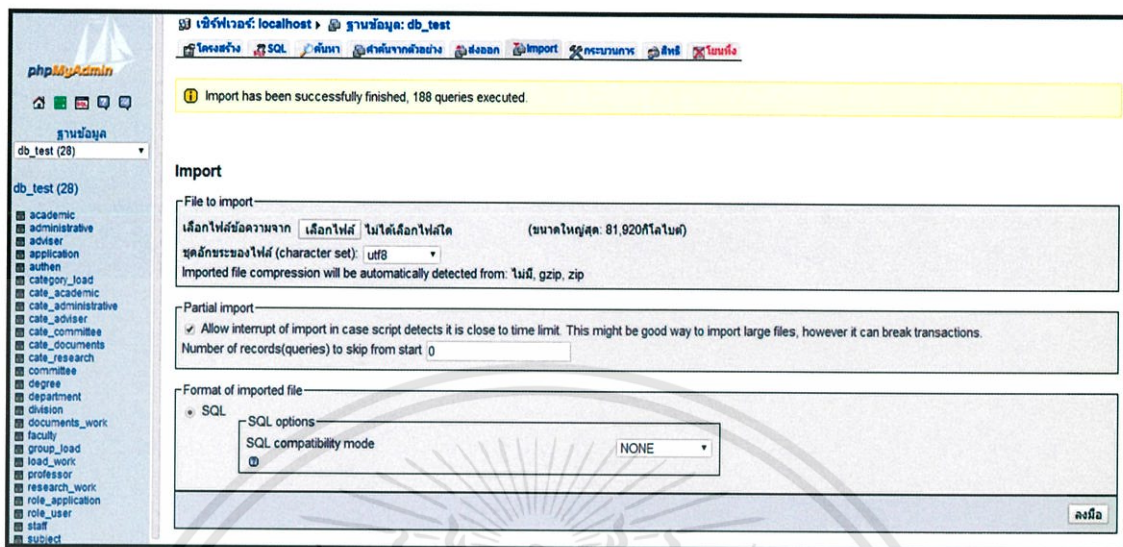 phpMyAdmin
ฐานข้อมูล
db_test (28)
db_test (28)
academic
administrative
adviser
application
authen
category_load
cate_academic
cate_administrative
cate_adviser
cate_committee
cate_documents
cate_research
committee
degree
department
division
documents_work
faculty
group_load
load_work
professor
research_work
role_application
role_user
staff
subject
เซิร์ฟเวอร์: localhost ▸ ฐานข้อมูล: db_test
โครงสร้าง SQL ค้นหา คำค้นจากตัวอย่าง ส่งออก Import กระบวนการ สิทธิ โยนทิ้ง
Import has been successfully finished, 188 queries executed.
Import
File to import
เลือกไฟล์ข้อความจาก เลือกไฟล์ ไม่ได้เลือกไฟล์ใด (ขนาดใหญ่สุด: 81,920กิโลไบต์)
ชุดอักขระของไฟล์ (character set): utf8
Imported file compression will be automatically detected from: ไม่มี, gzip, zip
Partial import
Allow interrupt of import in case script detects it is close to time limit. This might be good way to import large files, however it can break transactions.
Number of records(queries) to skip from start 0
Format of imported file
SQL
SQL options
SQL compatibility mode NONE
ลงมือ